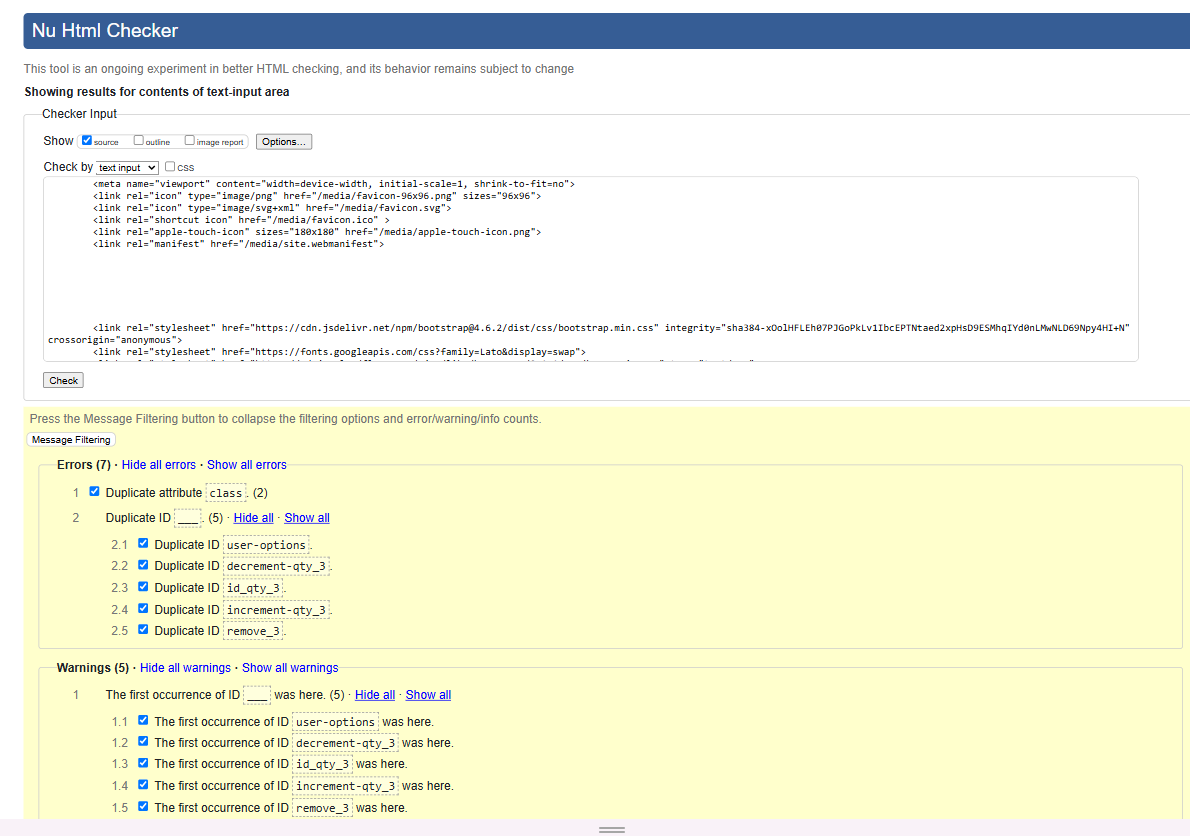 Nu Html Checker
This tool is an ongoing experiment in better HTML checking, and its behavior remains subject to change
Showing results for contents of text-input area
Checker Input
Show source outline image report Options...
Check by text input css
<meta name="viewport" content="width=device-width, initial-scale=1, shrink-to-fit=no">
<link rel="icon" type="image/png" href="/media/favicon-96x96.png" sizes="96x96">
<link rel="icon" type="image/svg+xml" href="/media/favicon.svg">
<link rel="shortcut icon" href="/media/favicon.ico" >
<link rel="apple-touch-icon" sizes="180x180" href="/media/apple-touch-icon.png">
<link rel="manifest" href="/media/site.webmanifest">
<link rel="stylesheet" href="https://cdn.jsdelivr.net/npm/bootstrap@4.6.2/dist/css/bootstrap.min.css" integrity="sha384-xOolHFLEh07PJGoPkLv1IbcEPTNtaed2xpHsD9ESMhqIYd0nLMwNLD69Npy4HI+N"
crossorigin="anonymous">
<link rel="stylesheet" href="https://fonts.googleapis.com/css?family=Lato&display=swap">
Check
Press the Message Filtering button to collapse the filtering options and error/warning/info counts.
Message Filtering
Errors (7) · Hide all errors · Show all errors
1 Duplicate attribute class. (2)
2 Duplicate ID ___. (5) · Hide all · Show all
2.1 Duplicate ID user-options.
2.2 Duplicate ID decrement-qty_3.
2.3 Duplicate ID id_qty_3.
2.4 Duplicate ID increment-qty_3.
2.5 Duplicate ID remove_3.
Warnings (5) · Hide all warnings · Show all warnings
1 The first occurrence of ID ___ was here. (5) · Hide all · Show all
1.1 The first occurrence of ID user-options was here.
1.2 The first occurrence of ID decrement-qty_3 was here.
1.3 The first occurrence of ID id_qty_3 was here.
1.4 The first occurrence of ID increment-qty_3 was here.
1.5 The first occurrence of ID remove_3 was here.